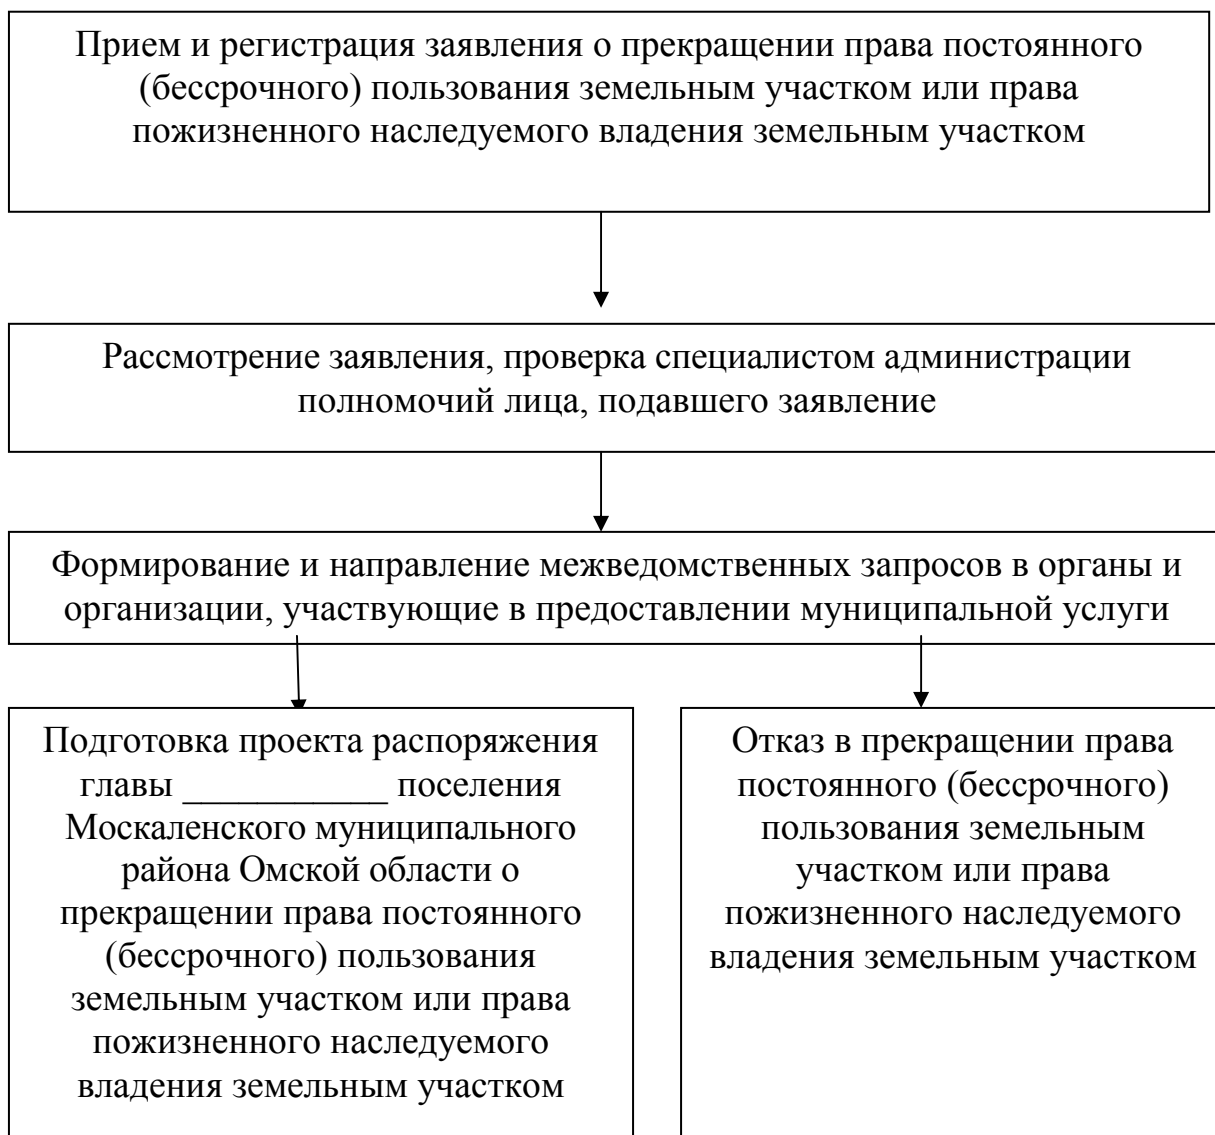 Прием и регистрация заявления о прекращении права постоянного
(бессрочного) пользования земельным участком или права
пожизненного наследуемого владения земельным участком
Рассмотрение заявления, проверка специалистом администрации
полномочий лица, подавшего заявление
Формирование и направление межведомственных запросов в органы и
организации, участвующие в предоставлении муниципальной услуги
Подготовка проекта распоряжения
главы ___________ поселения
Москаленского муниципального
района Омской области о
прекращении права постоянного
(бессрочного) пользования
земельным участком или права
пожизненного наследуемого
владения земельным участком
Отказ в прекращении права
постоянного (бессрочного)
пользования земельным
участком или права
пожизненного наследуемого
владения земельным участком